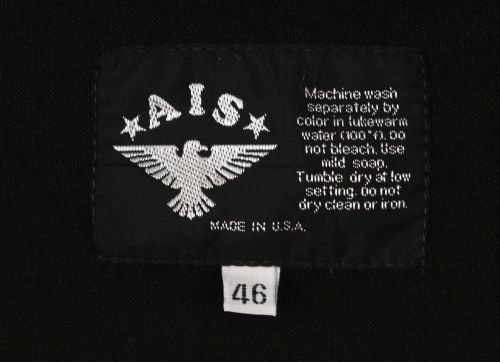 AIS
Machine wash
separately by
color in lukewarm
water (100°f). Do
not bleach. Use
mild soap.
Tumble dry at low
setting. Do not
dry clean or iron.
MADE IN U.S.A.
46